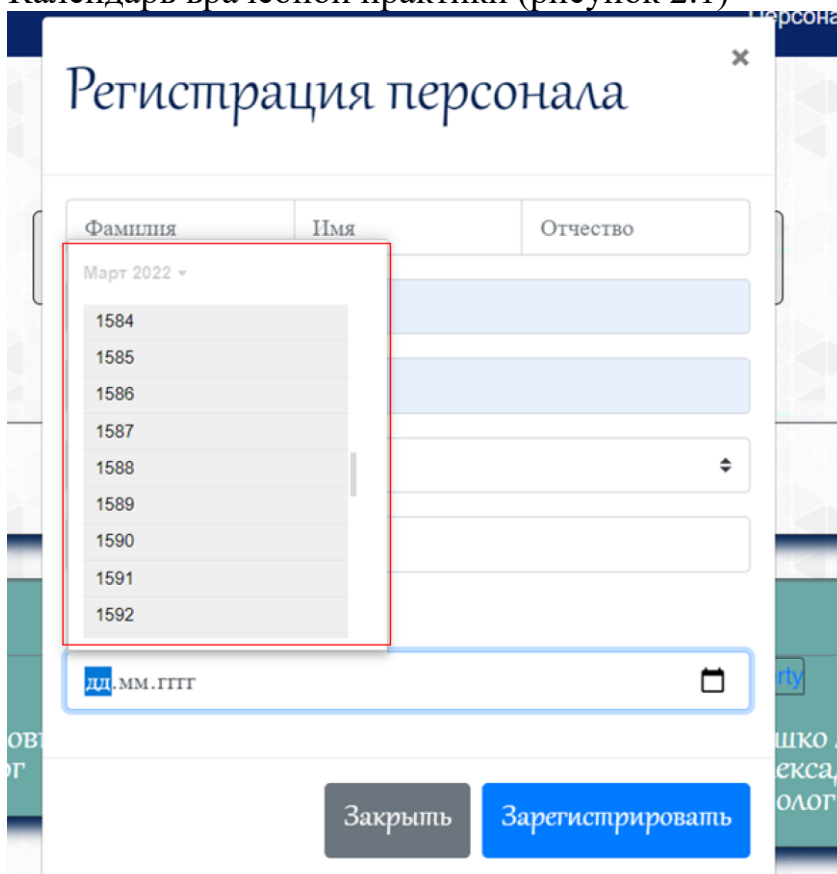 Календарь врачебной практики (рисунок 2.1)
Регистрация персонала
×
Фамилия Имя Отчество
Март 2022
1584
1585
1586
1587
1588
1589
1590
1591
1592
дд.мм.гггг
rty
Закрыть Зарегистрировать